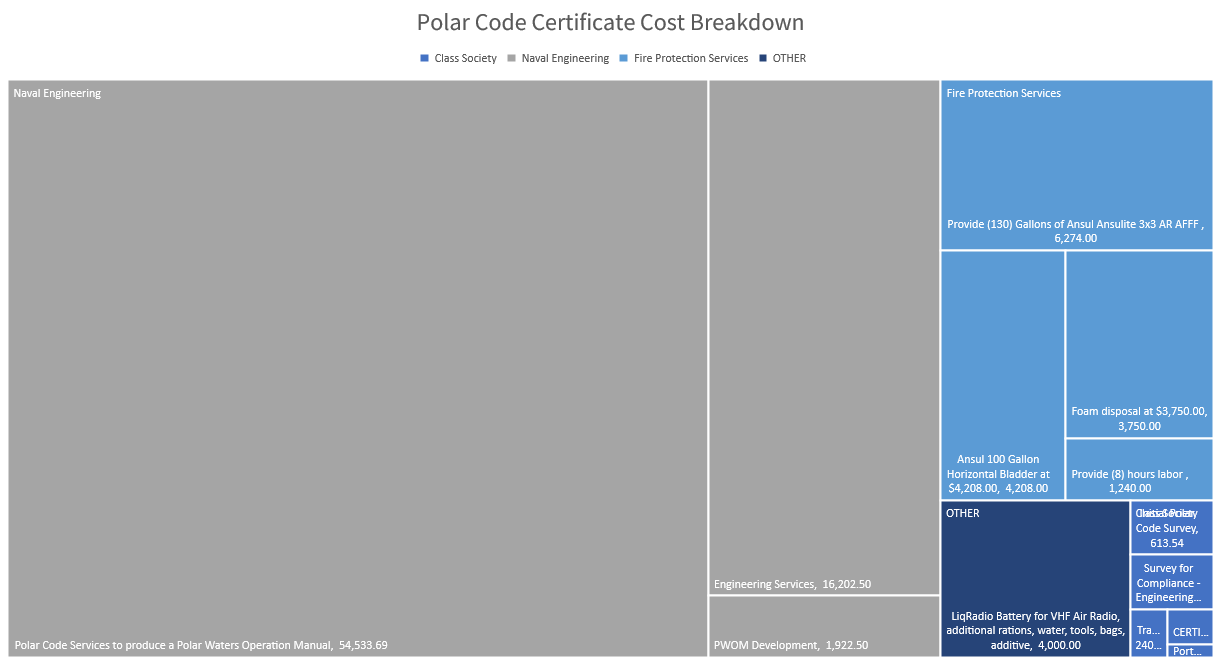 Polar Code Certificate Cost Breakdown
Class Society
Naval Engineering
Fire Protection Services
OTHER
Naval Engineering
Polar Code Services to produce a Polar Waters Operation Manual, 54,533.69
Engineering Services, 16,202.50
PWOM Development, 1,922.50
Fire Protection Services
Provide (130) Gallons of Ansul Ansulite 3x3 AR AFFF ,
6,274.00
Ansul 100 Gallon
Horizontal Bladder at
$4,208.00, 4,208.00
Foam disposal at $3,750.00,
3,750.00
Provide (8) hours labor ,
1,240.00
OTHER
LiqRadio Battery for VHF Air Radio,
additional rations, water, tools, bags,
additive, 4,000.00
Code Survey,
613.54
Survey for
Compliance -
Engineering...
Tra...
240...
CERTI...
Port...